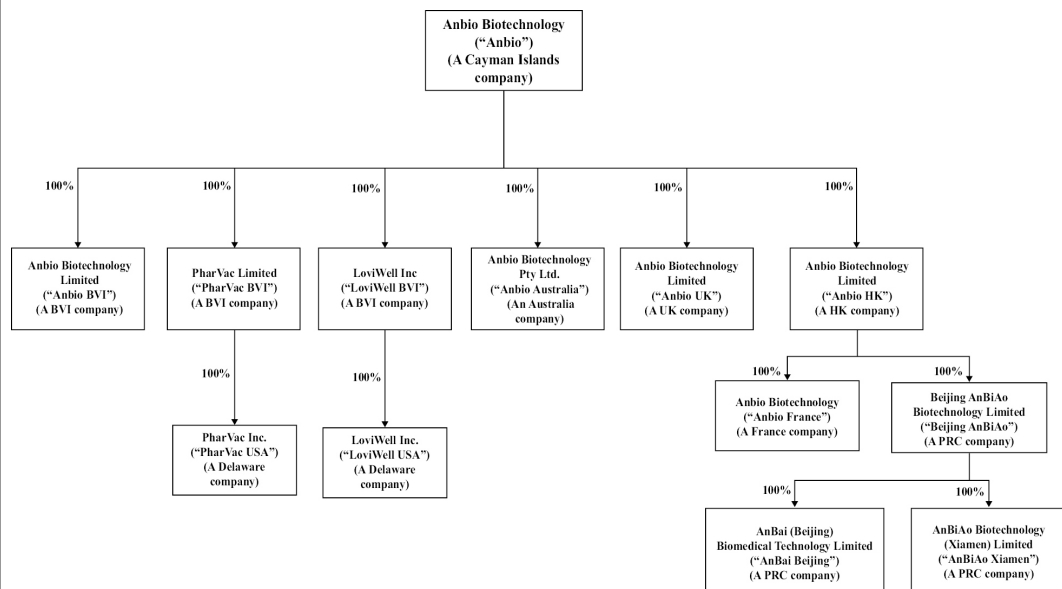 Anbio Biotechnology
(“Anbio”)
(A Cayman Islands
company)
100%
100%
100%
100%
100%
100%
Anbio Biotechnology
Limited
(“Anbio BVI”)
(A BVI company)
PharVac Limited
(“PharVac BVI”)
(A BVI company)
LoviWell Inc
(“LoviWell BVI”)
(A BVI company)
Anbio Biotechnology
Pty Ltd.
(“Anbio Australia”)
(An Australia
company)
Anbio Biotechnology
Limited
(“Anbio UK”)
(A UK company)
Anbio Biotechnology
Limited
(“Anbio HK”)
(A HK company)
100%
100%
100%
100%
PharVac Inc.
(“PharVac USA”)
(A Delaware
company)
LoviWell Inc.
(“LoviWell USA”)
(A Delaware
company)
Anbio Biotechnology
(“Anbio France”)
(A France company)
Beijing AnBiAo
Biotechnology Limited
(“Beijing AnBiAo”)
(A PRC company)
100%
100%
AnBai (Beijing)
Biomedical Technology Limited
(“AnBai Beijing”)
(A PRC company)
AnBiAo Biotechnology
(Xiamen) Limited
(“AnBiAo Xiamen”)
(A PRC company)